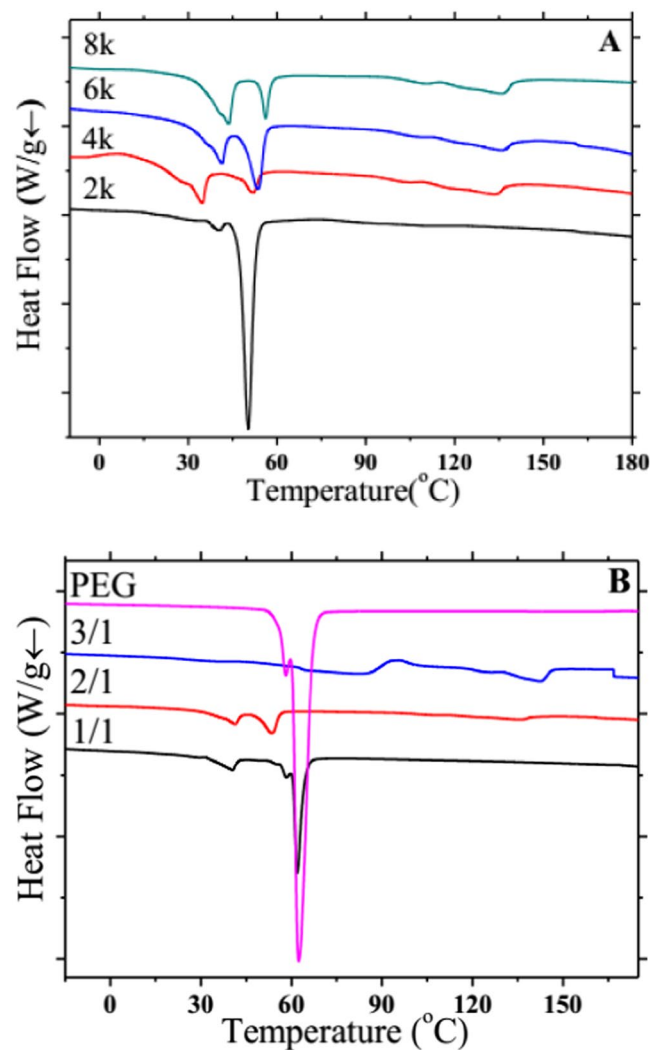 A
8k
6k
4k
2k
Heat Flow (W/g←)
0 30 60 90 120 150 180
Temperature(°C)
B
PEG
3/1
2/1
1/1
Heat Flow (W/g←)
0 30 60 90 120 150
Temperature (°C)